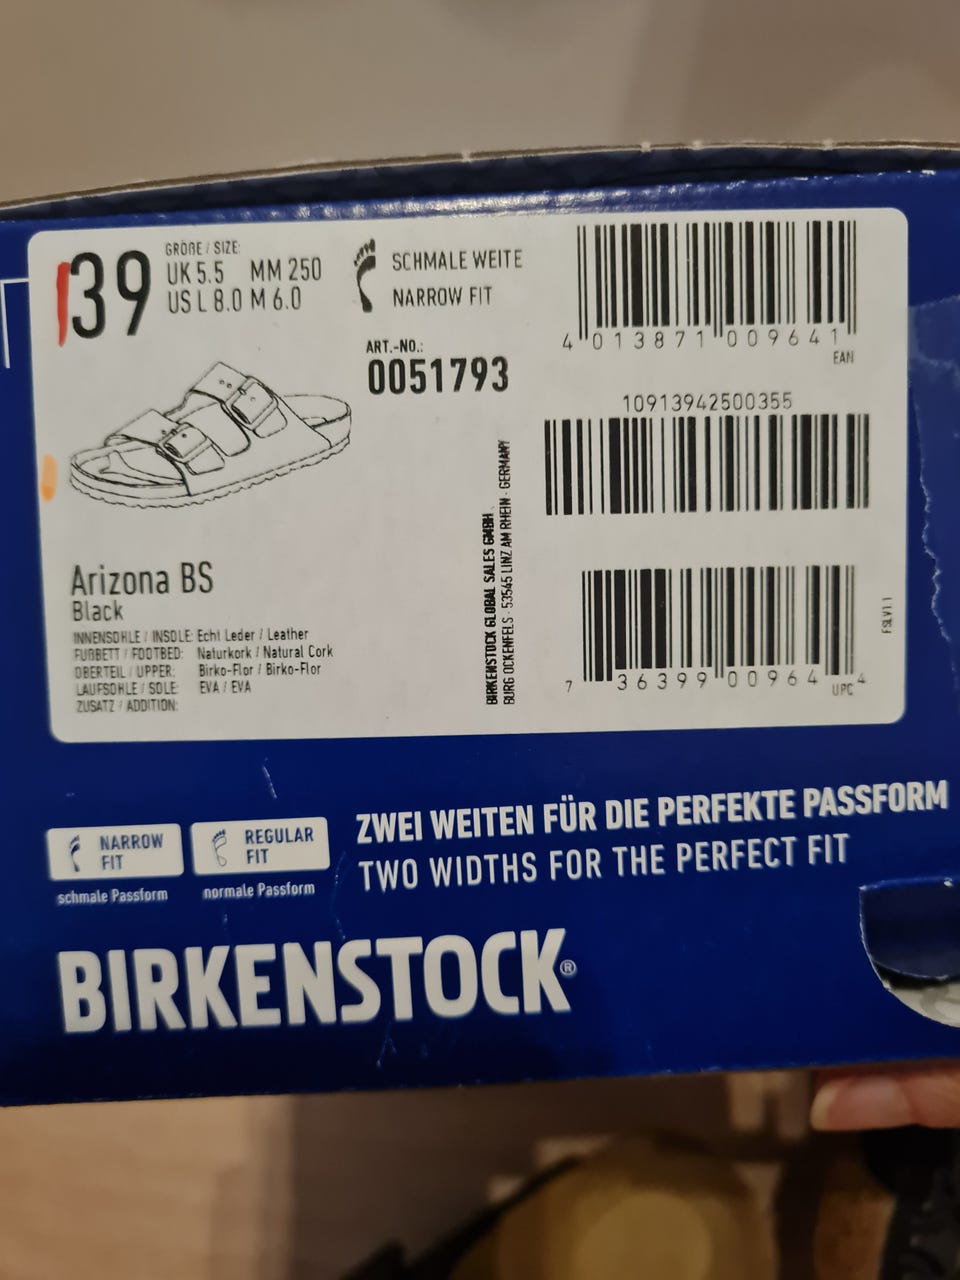 39
GRÖßE / SIZE:
UK 5.5 MM 250
US L 8.0 M 6.0
SCHMALE WEITE
NARROW FIT
ART.-NO.:
0051793
4 013871 009641
EAN
10913942500355
BIRKENSTOCK GLOBAL SALES GMBH
BURG OCKENFELS · 53545 LINZ AM RHEIN · GERMANY
7 36399 00964 4
UPC
FSLV1.1
Arizona BS
Black
INNENSOHLE / INSOLE: Echt Leder / Leather
FUßBETT / FOOTBED: Naturkork / Natural Cork
OBERTEIL / UPPER: Birko-Flor / Birko-Flor
LAUFSOHLE / SOLE: EVA / EVA
ZUSATZ / ADDITION:
NARROW FIT
schmale Passform
REGULAR FIT
normale Passform
ZWEI WEITEN FÜR DIE PERFEKTE PASSFORM
TWO WIDTHS FOR THE PERFECT FIT
BIRKENSTOCK®